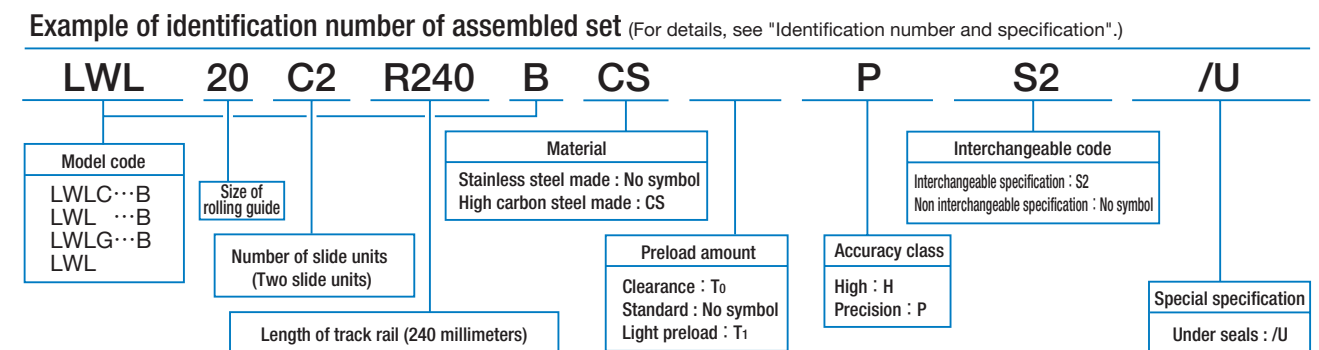 Example of identification number of assembled set (For details, see "Identification number and specification".)
LWL 20 C2 R240 B CS P S2 /U
Model code
LWLC…B
LWL …B
LWLG…B
LWL
Size of
rolling guide
Number of slide units
(Two slide units)
Length of track rail (240 millimeters)
Material
Stainless steel made : No symbol
High carbon steel made : CS
Preload amount
Clearance : T₀
Standard : No symbol
Light preload : T₁
Accuracy class
High : H
Precision : P
Interchangeable code
Interchangeable specification : S2
Non interchangeable specification : No symbol
Special specification
Under seals : /U